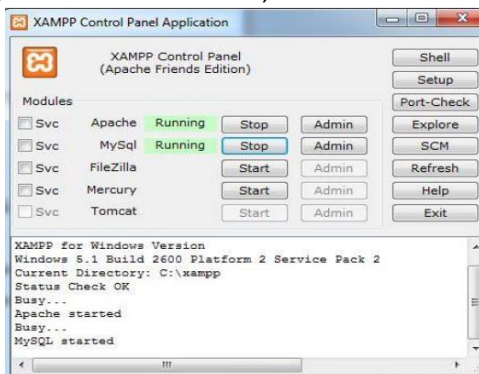 XAMPP Control Panel Application
XAMPP Control Panel
(Apache Friends Edition)
Shell
Setup
Modules
Port-Check
Svc Apache Running Stop Admin Explore
Svc MySql Running Stop Admin SCM
Svc FileZilla Start Admin Refresh
Svc Mercury Start Admin Help
Svc Tomcat Start Admin Exit
XAMPP for Windows Version
Windows 5.1 Build 2600 Platform 2 Service Pack 2
Current Directory: C:\xampp
Status Check OK
Busy...
Apache started
Busy...
MySQL started